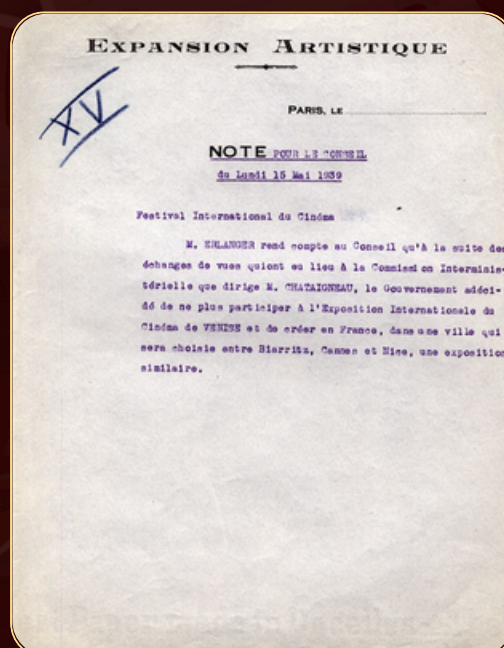 EXPANSION ARTISTIQUE
XV
PARIS, LE
NOTE POUR LE CONSEIL
du Lundi 15 Mai 1939
Festival International du Cinéma
M. ERLANGER rend compte au Conseil qu'à la suite des
échanges de vues quiont eu lieu à la Commission Interminis-
térielle que dirige M. CHATAIGNEAU, le Gouvernement adéci-
dé de ne plus participer à l'Exposition Internationale du
Cinéma de VENISE et de créer en France, dans une ville qui
sera choisie entre Biarritz, Cannes et Nice, une exposition
similaire.